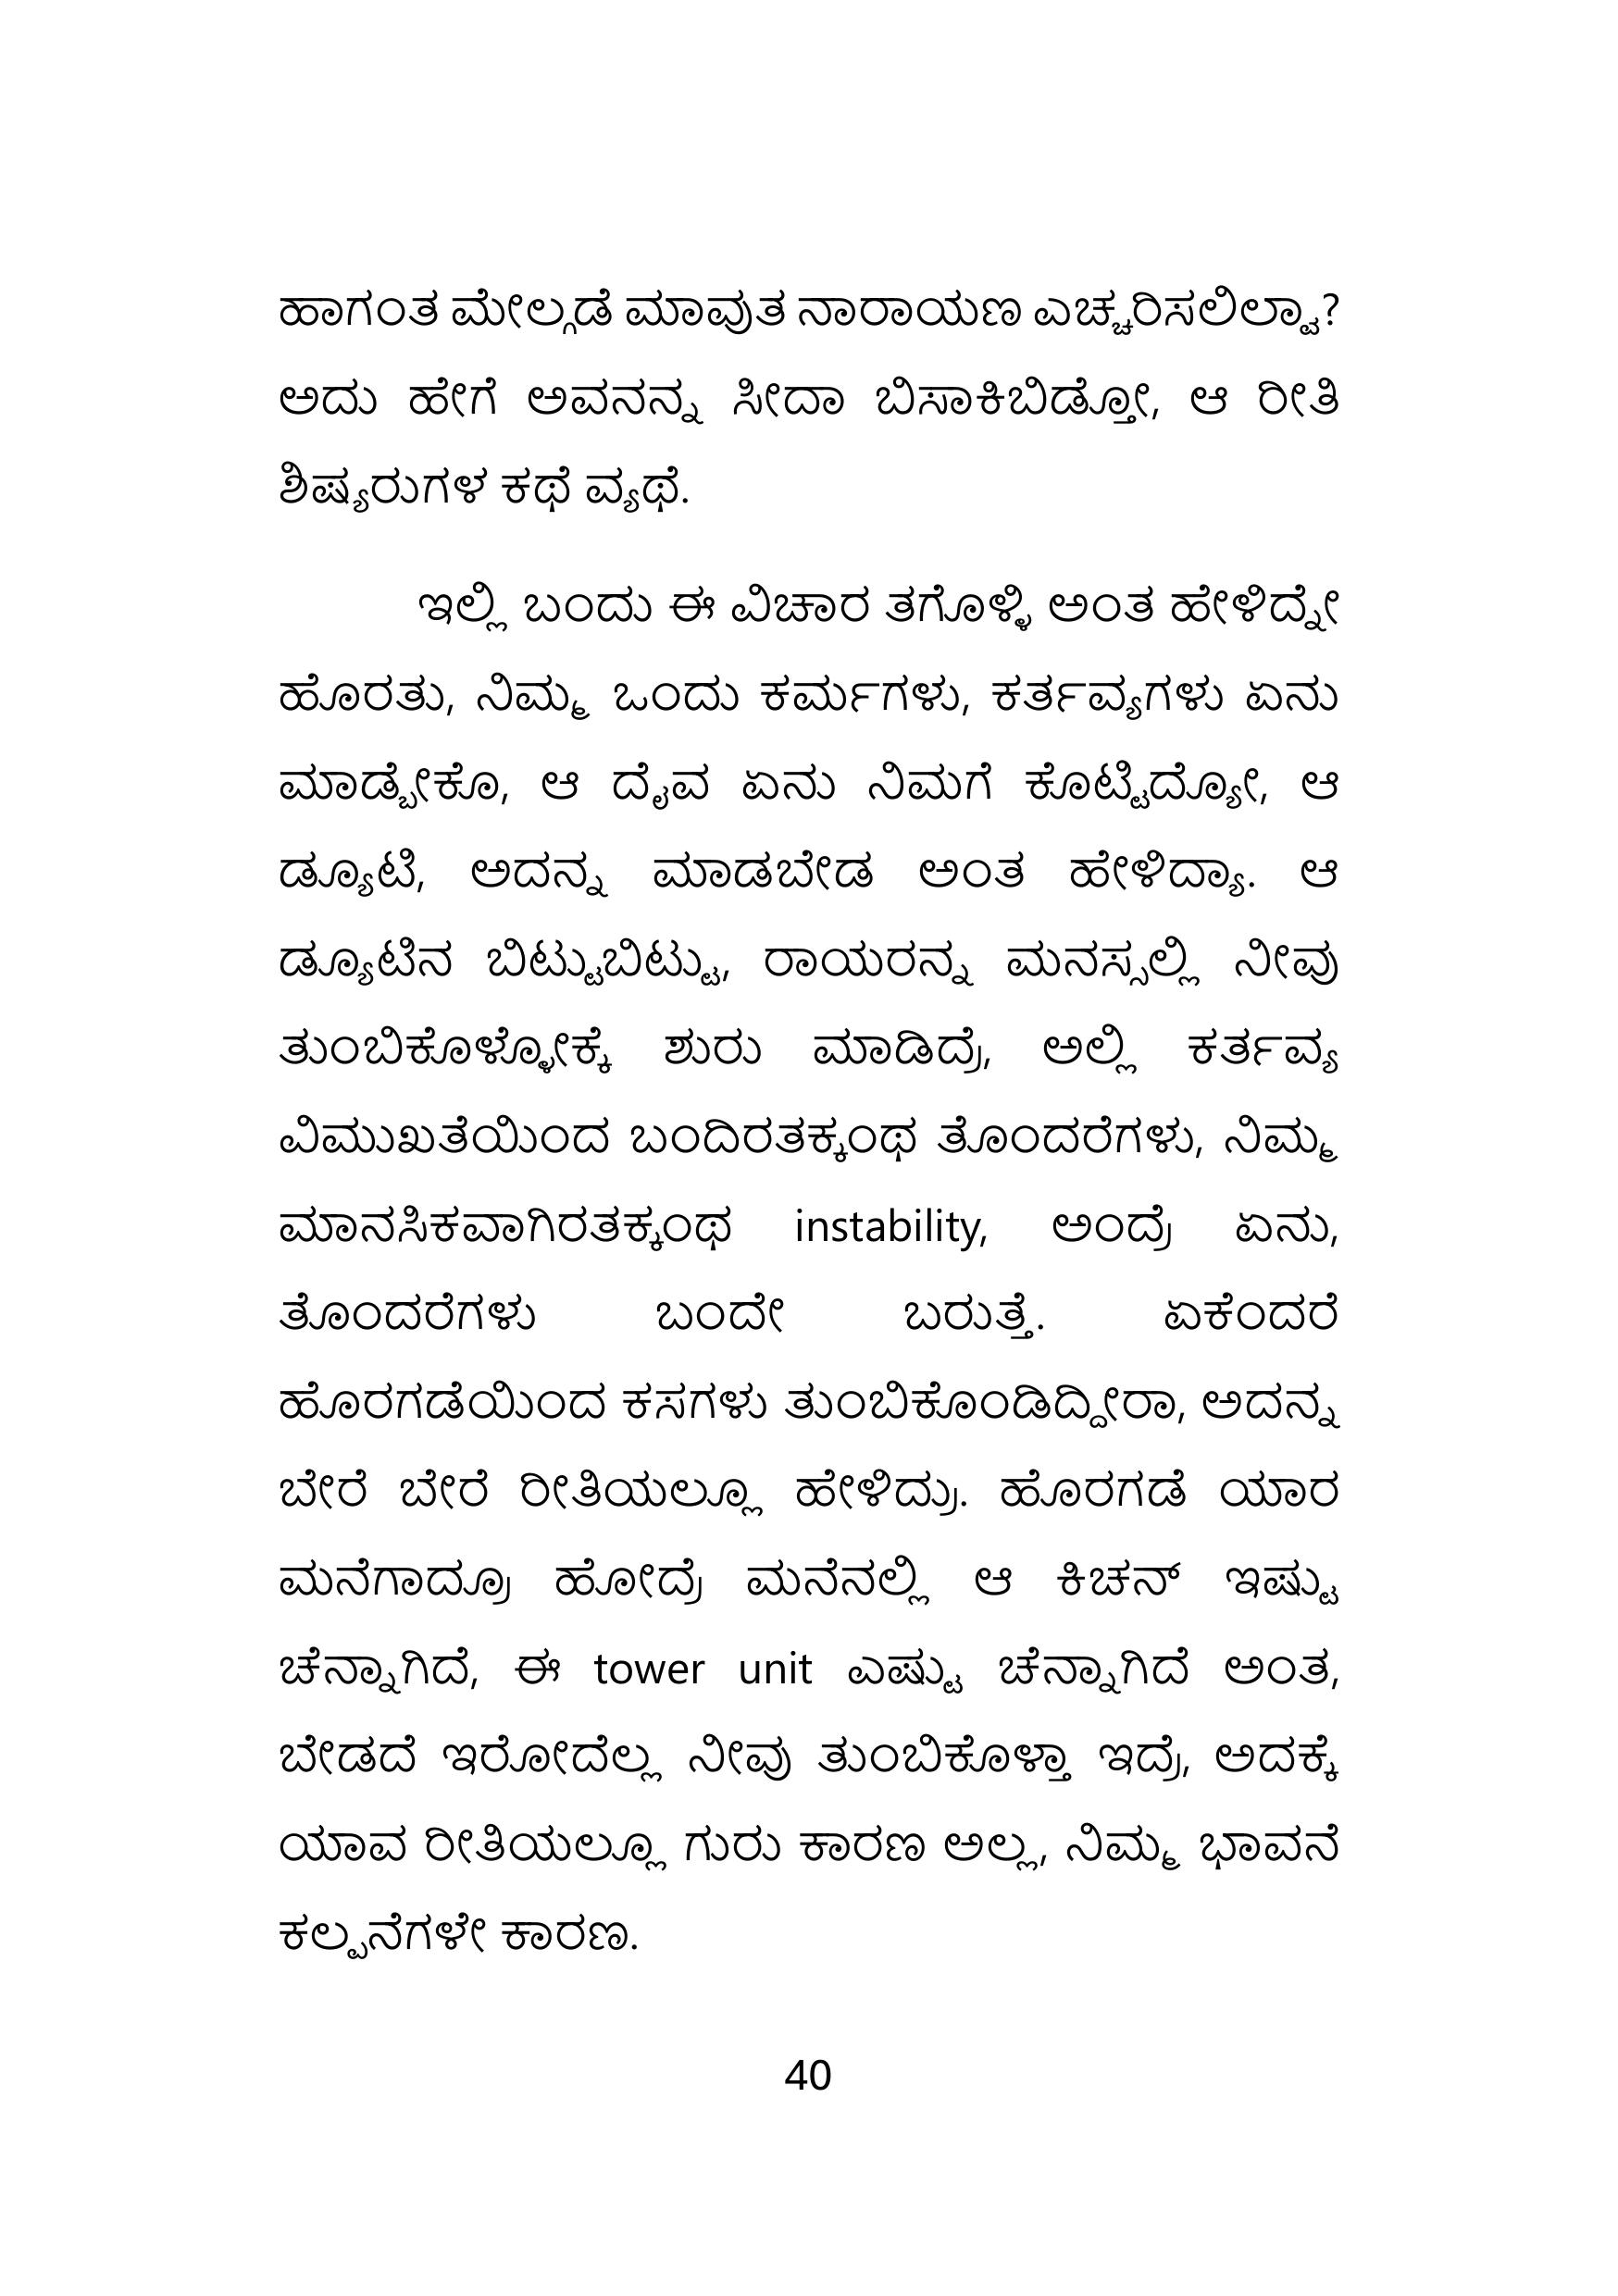 ಹಾಗಂತ ಮೇಲ್ಗಡೆ ಮಾವುತ ನಾರಾಯಣ ಎಚ್ಚರಿಸಲಿಲ್ವಾ?
ಅದು ಹೇಗೆ ಅವನನ್ನ ಸೀದಾ ಬಿಸಾಕಿಬಿಡ್ತೋ, ಆ ರೀತಿ
ಶಿಷ್ಯರುಗಳ ಕಥೆ ವ್ಯಥೆ.
ಇಲ್ಲಿ ಬಂದು ಈ ವಿಚಾರ ತಗೊಳ್ಳಿ ಅಂತ ಹೇಳಿದ್ನೇ
ಹೊರತು, ನಿಮ್ಮ ಒಂದು ಕರ್ಮಗಳು, ಕರ್ತವ್ಯಗಳು ಏನು
ಮಾಡ್ಬೇಕೊ, ಆ ದೈವ ಏನು ನಿಮಗೆ ಕೊಟ್ಟಿದ್ಯೋ, ಆ
ಡ್ಯೂಟಿ, ಅದನ್ನ ಮಾಡಬೇಡ ಅಂತ ಹೇಳಿದ್ಯಾ. ಆ
ಡ್ಯೂಟಿನ ಬಿಟ್ಟುಬಿಟ್ಟು, ರಾಯರನ್ನ ಮನಸ್ಸಲ್ಲಿ ನೀವು
ತುಂಬಿಕೊಳ್ಳೋಕ್ಕೆ ಶುರು ಮಾಡಿದ್ರೆ, ಅಲ್ಲಿ ಕರ್ತವ್ಯ
ವಿಮುಖತೆಯಿಂದ ಬಂದಿರತಕ್ಕಂಥ ತೊಂದರೆಗಳು, ನಿಮ್ಮ
ಮಾನಸಿಕವಾಗಿರತಕ್ಕಂಥ instability, ಅಂದ್ರೆ ಏನು,
ತೊಂದರೆಗಳು ಬಂದೇ ಬರುತ್ತೆ. ಏಕೆಂದರೆ
ಹೊರಗಡೆಯಿಂದ ಕಸಗಳು ತುಂಬಿಕೊಂಡಿದ್ದೀರಾ, ಅದನ್ನ
ಬೇರೆ ಬೇರೆ ರೀತಿಯಲ್ಲೂ ಹೇಳಿದ್ರು. ಹೊರಗಡೆ ಯಾರ
ಮನೆಗಾದ್ರೂ ಹೋದ್ರೆ ಮನೆನಲ್ಲಿ ಆ ಕಿಚನ್ ಇಷ್ಟು
ಚೆನ್ನಾಗಿದೆ, ಈ tower unit ಎಷ್ಟು ಚೆನ್ನಾಗಿದೆ ಅಂತ,
ಬೇಡದೆ ಇರೋದೆಲ್ಲ ನೀವು ತುಂಬಿಕೊಳ್ತಾ ಇದ್ರೆ, ಅದಕ್ಕೆ
ಯಾವ ರೀತಿಯಲ್ಲೂ ಗುರು ಕಾರಣ ಅಲ್ಲ, ನಿಮ್ಮ ಭಾವನೆ
ಕಲ್ಪನೆಗಳೇ ಕಾರಣ.
40